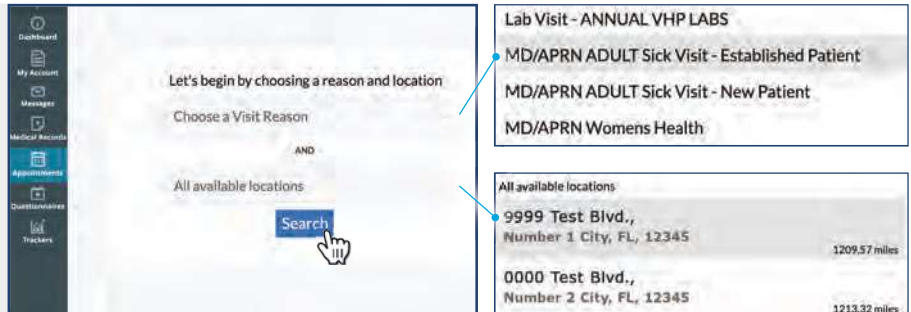 Dashboard
My Account
Messages
Medical Records
Appointments
Questionnaires
Trackers
Let's begin by choosing a reason and location
Choose a Visit Reason
AND
All available locations
Search
Lab Visit - ANNUAL VHP LABS
MD/APRN ADULT Sick Visit - Established Patient
MD/APRN ADULT Sick Visit - New Patient
MD/APRN Womens Health
All available locations
9999 Test Blvd.,
Number 1 City, FL, 12345
1209.57 miles
0000 Test Blvd.,
Number 2 City, FL, 12345
1213.32 miles